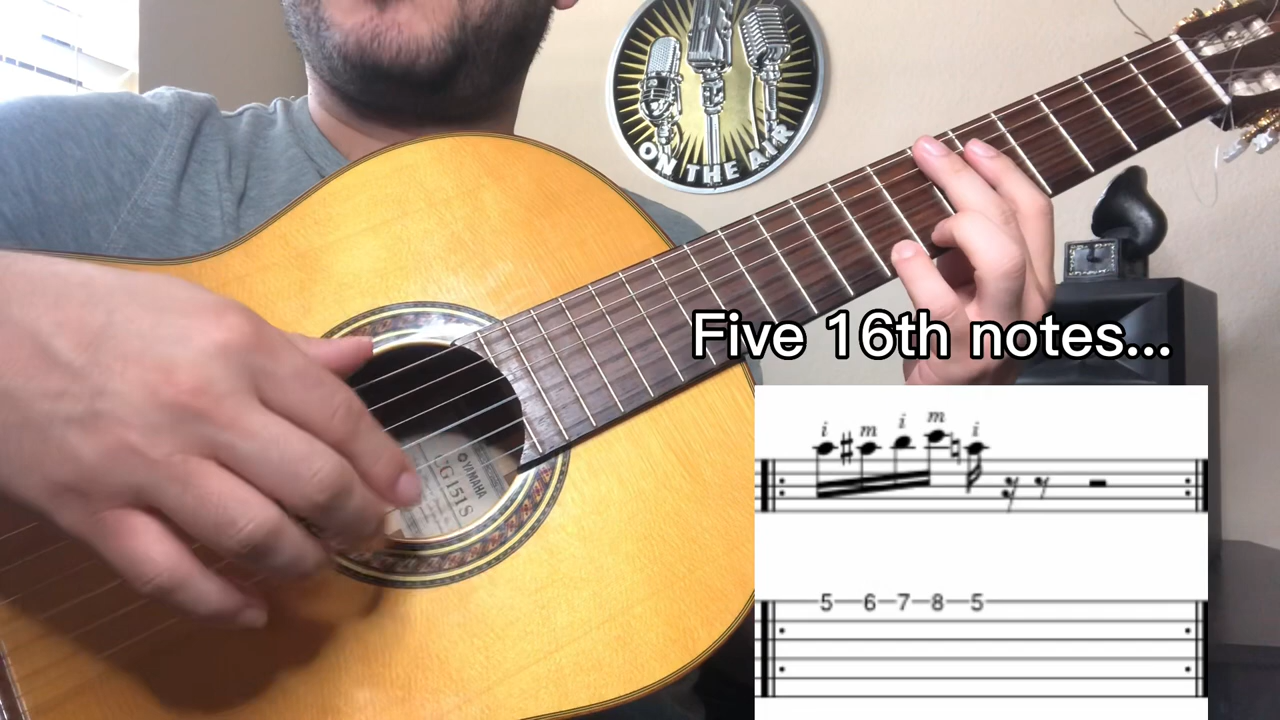 ON THE AIR
Five 16th notes...
i m i m i
5 6 7 8 5
YAMAHA
CG151S